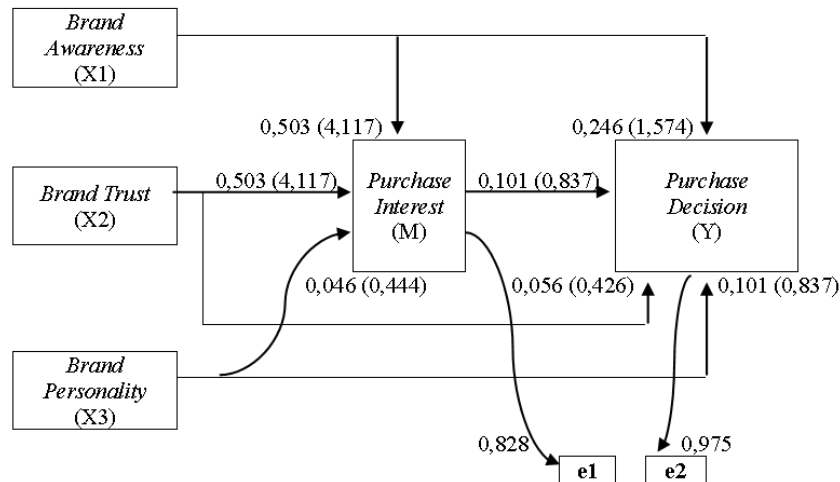 Brand
Awareness
(X1)
0,503 (4,117)
0,246 (1,574)
Brand Trust
(X2)
0,503 (4,117)
Purchase
Interest
(M)
0,101 (0,837)
Purchase
Decision
(Y)
0,046 (0,444)
0,056 (0,426)
0,101 (0,837)
Brand
Personality
(X3)
0,828
0,975
e1
e2